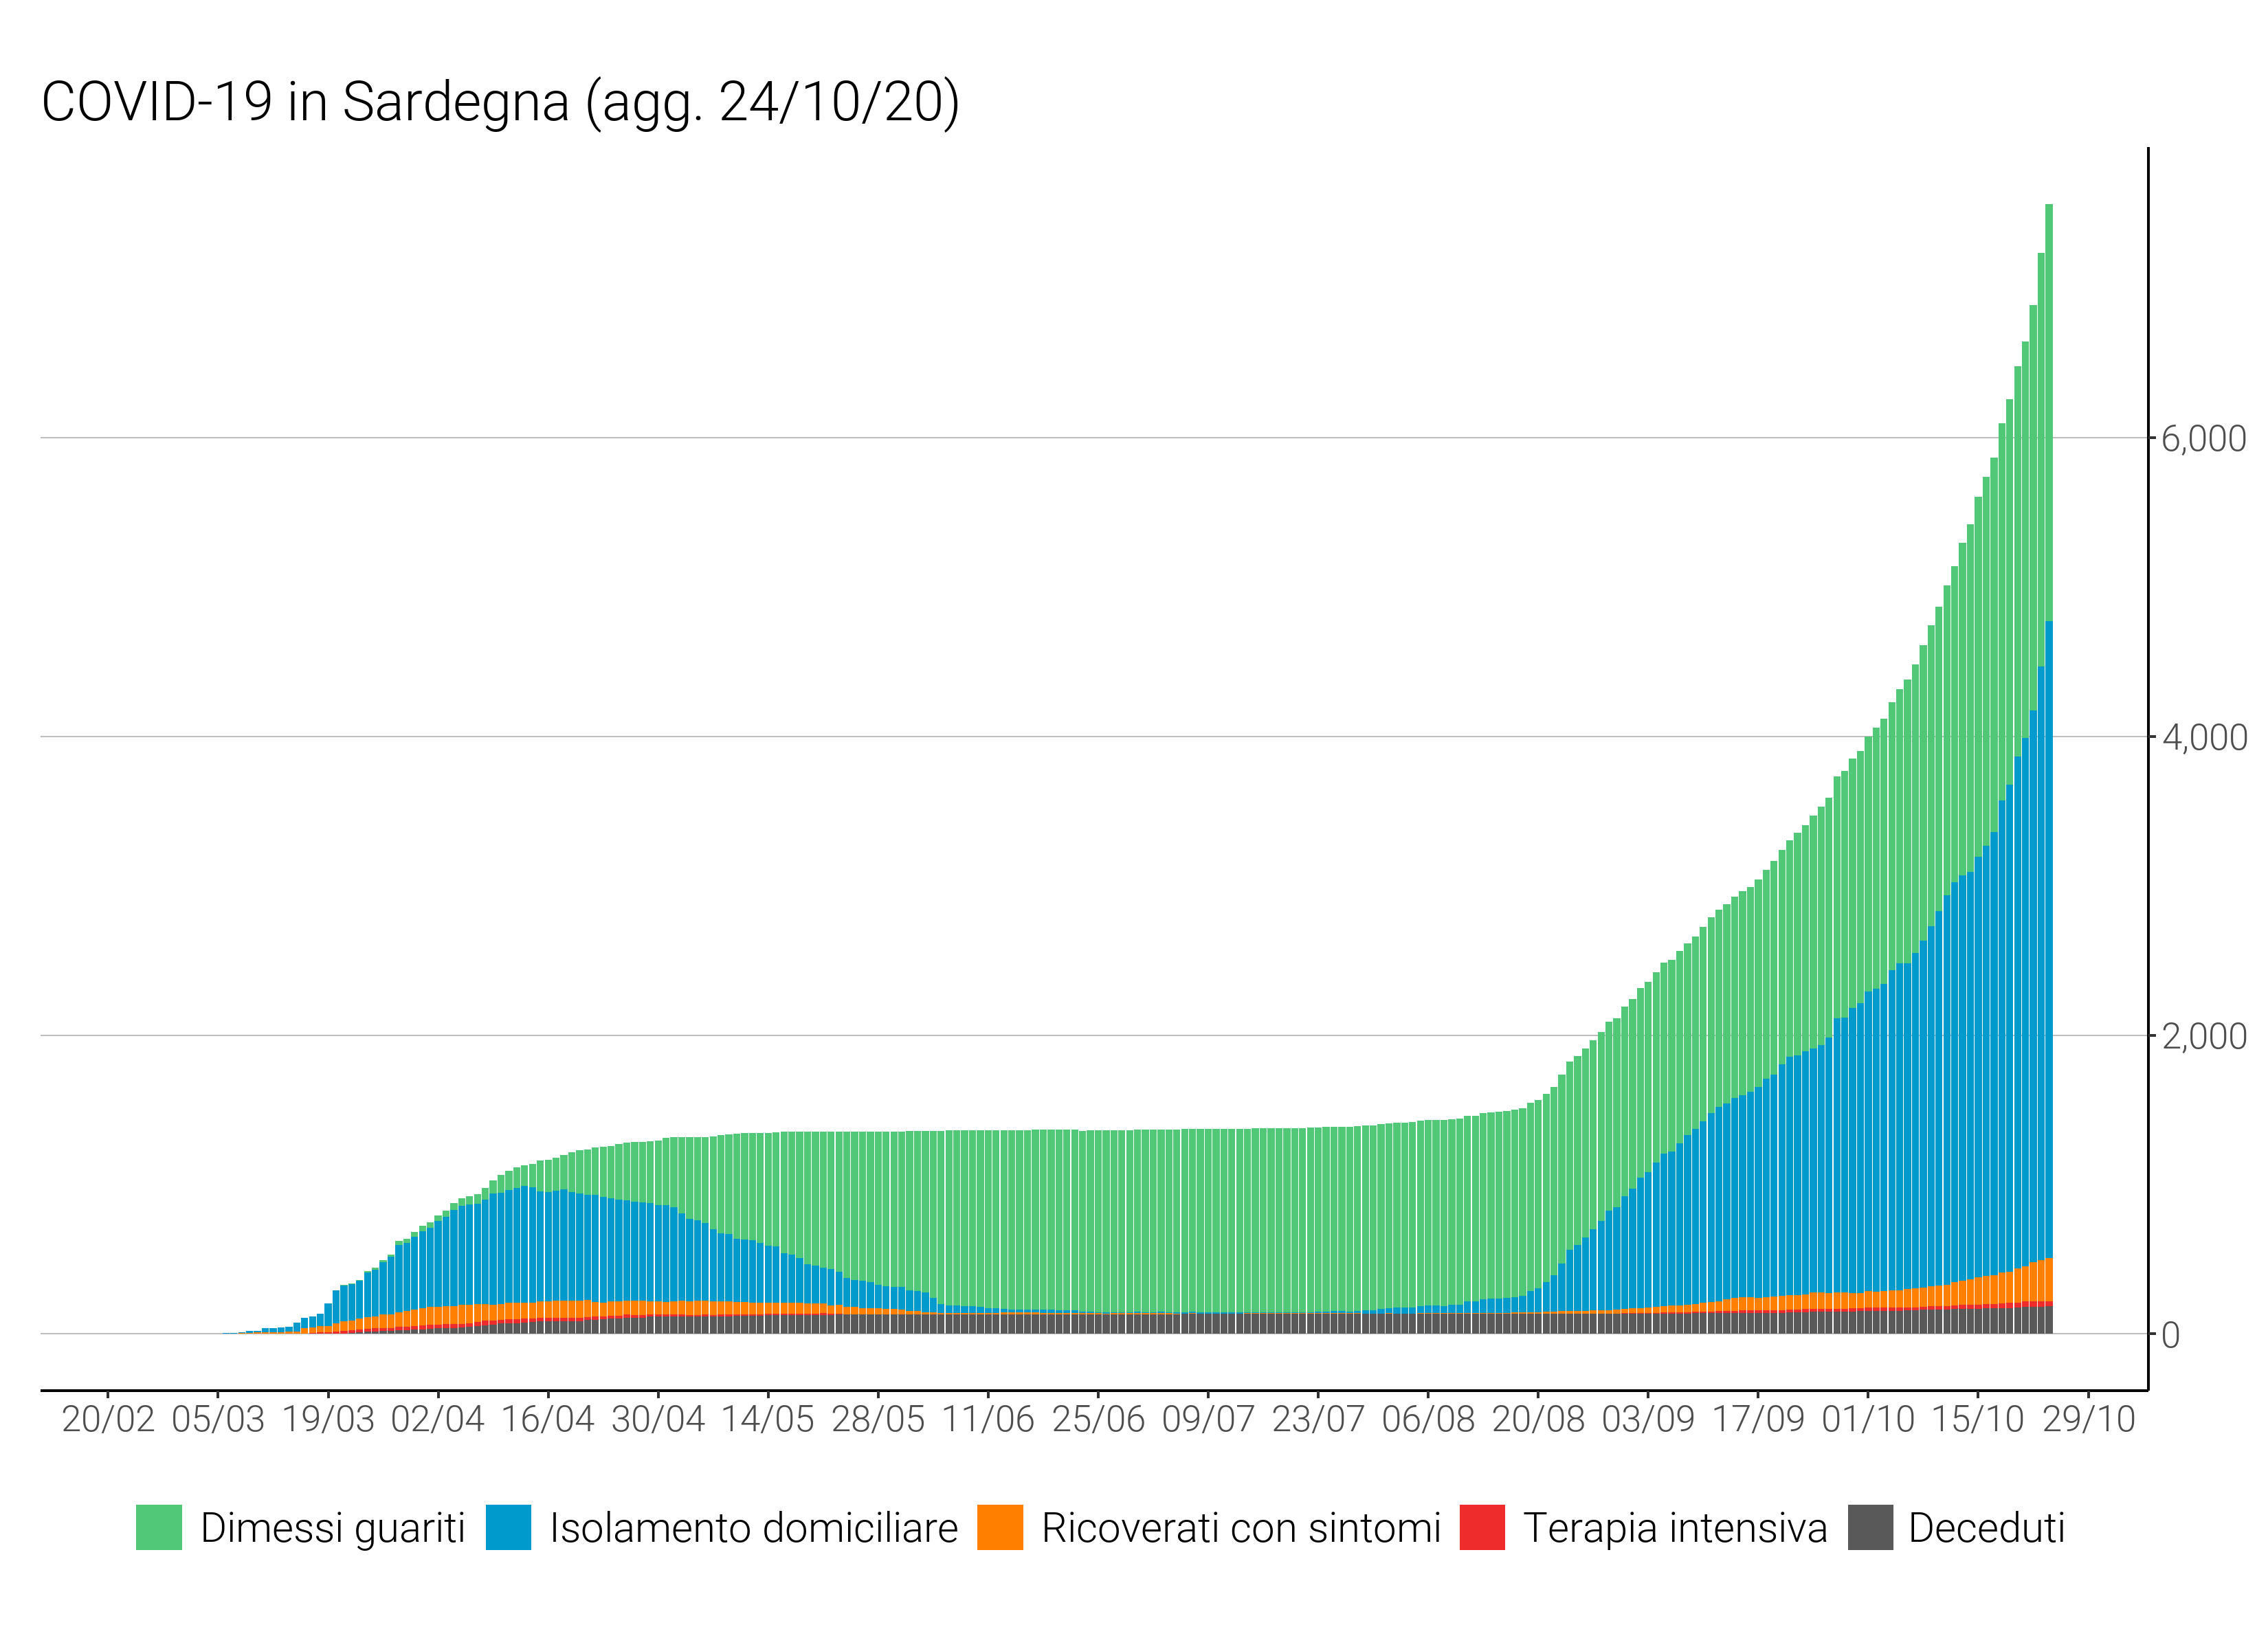 COVID-19 in Sardegna (agg. 24/10/20)
6,000
4,000
2,000
0
20/02 05/03 19/03 02/04 16/04 30/04 14/05 28/05 11/06 25/06 09/07 23/07 06/08 20/08 03/09 17/09 01/10 15/10 29/10
Dimessi guariti Isolamento domiciliare Ricoverati con sintomi Terapia intensiva Deceduti